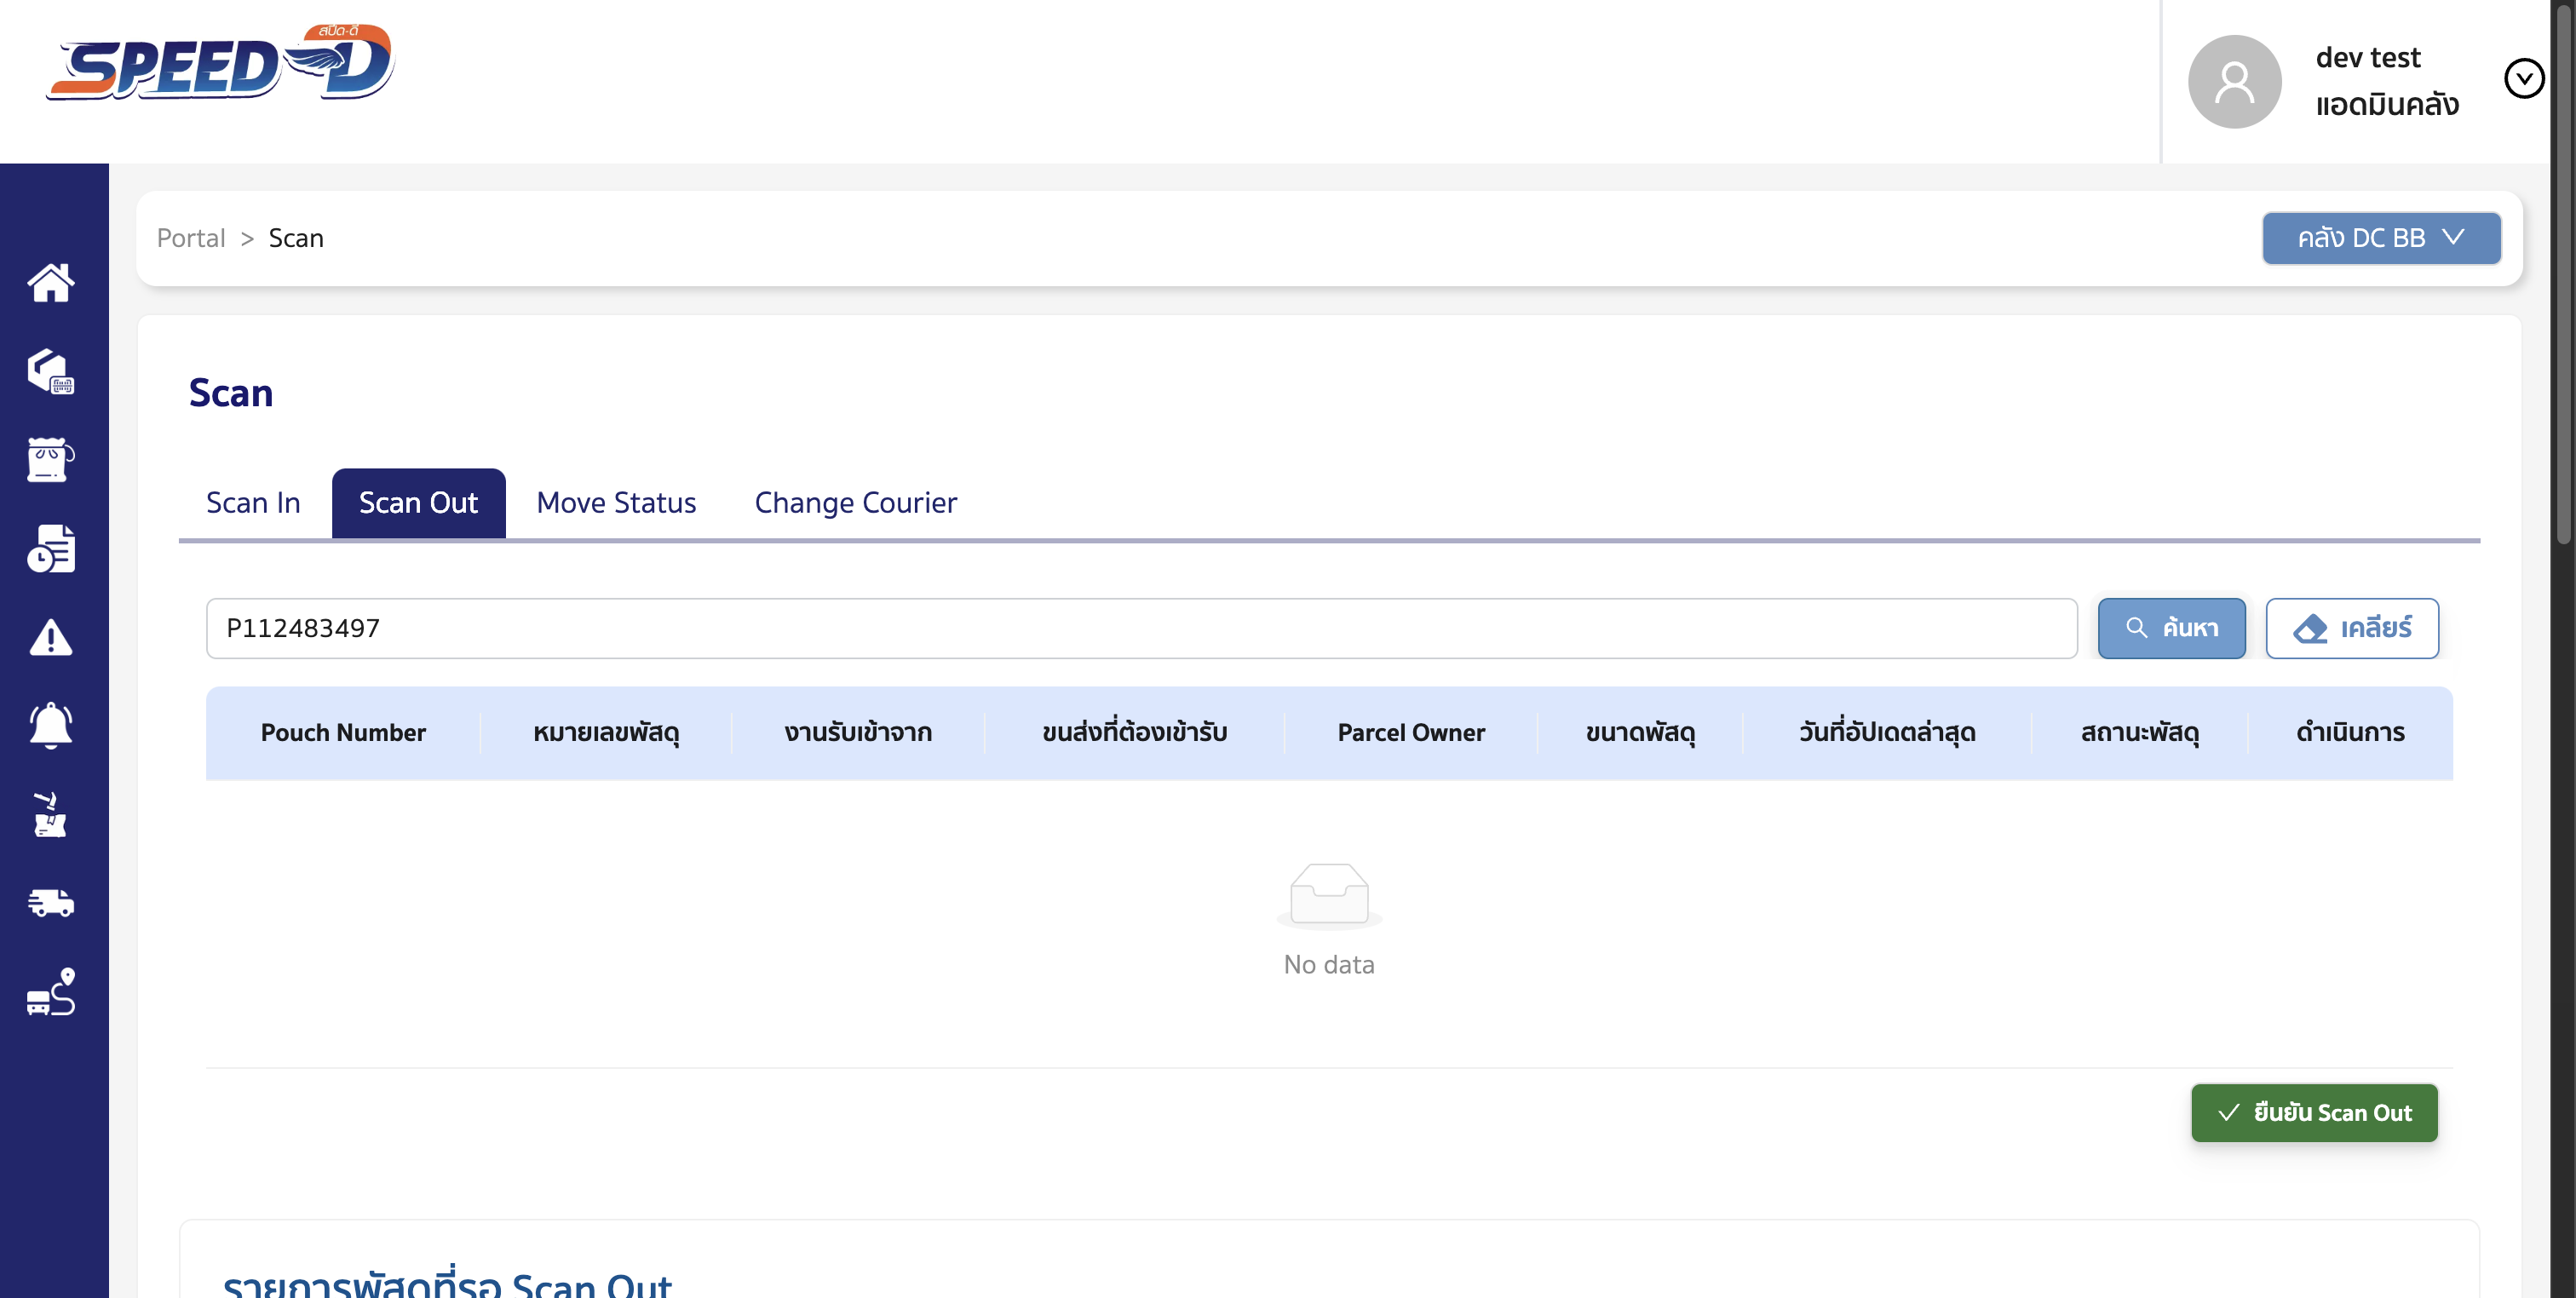 สปีด-ดี
SPEED-D
dev test
แอดมินคลัง
Portal > Scan
คลัง DC BB
Scan
Scan In
Scan Out
Move Status
Change Courier
P112483497
ค้นหา
เคลียร์
Pouch Number
หมายเลขพัสดุ
งานรับเข้าจาก
ขนส่งที่ต้องเข้ารับ
Parcel Owner
ขนาดพัสดุ
วันที่อัปเดตล่าสุด
สถานะพัสดุ
ดำเนินการ
No data
ยืนยัน Scan Out
รายการพัสดุที่รอ Scan Out